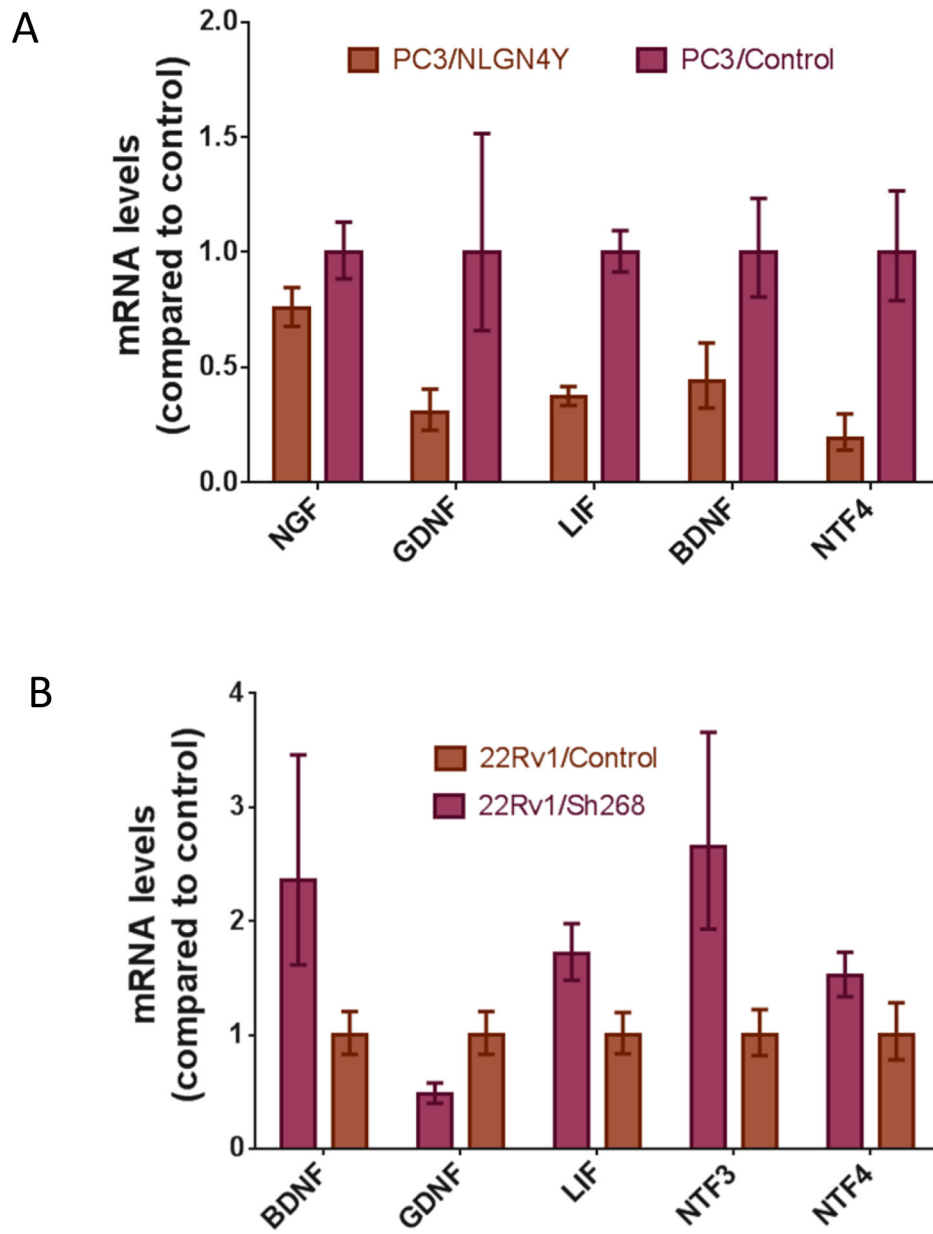 A
mRNA levels
(compared to control)
2.0
1.5
1.0
0.5
0.0
PC3/NLGN4Y
PC3/Control
NGF
GDNF
LIF
BDNF
NTF4
B
mRNA levels
(compared to control)
4
3
2
1
0
22Rv1/Control
22Rv1/Sh268
BDNF
GDNF
LIF
NTF3
NTF4